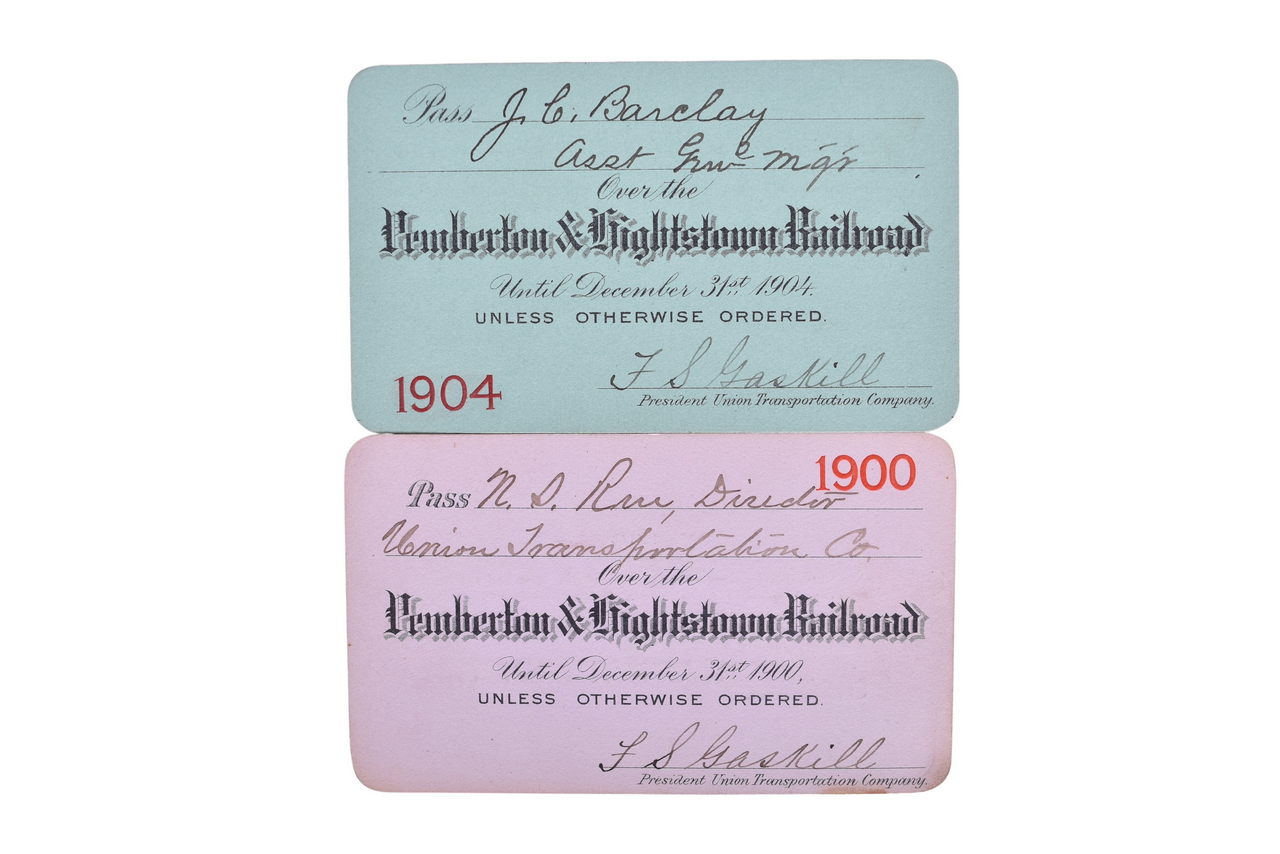 Pass J. C. Barclay
Asst Genl Mgr
Over the
Pemberton & Hightstown Railroad
Until December 31st 1904.
UNLESS OTHERWISE ORDERED.
F S Gaskill
1904
President Union Transportation Company.
1900
Pass N. S. Rue, Director
Union Transportation Co.
Over the
Pemberton & Hightstown Railroad
Until December 31st 1900,
UNLESS OTHERWISE ORDERED.
F S Gaskill
President Union Transportation Company.